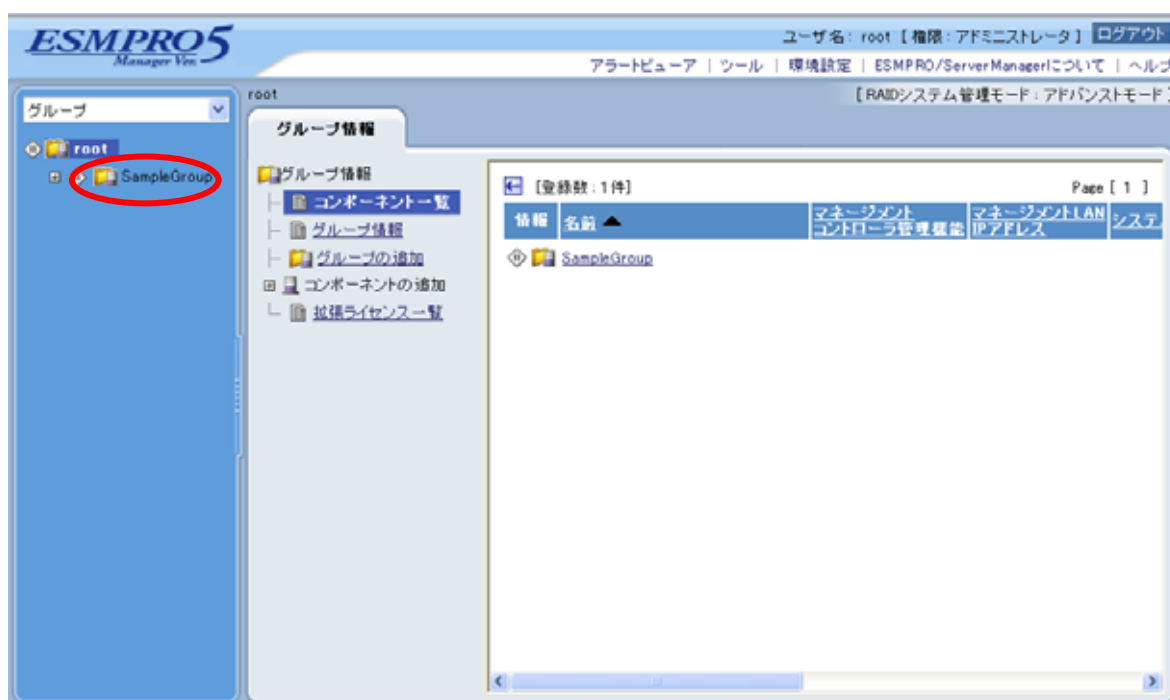 ESMPRO5
Manager Ver.
ユーザ名: root 【権限:アドミニストレータ】 ログアウト
アラートビューア | ツール | 環境設定 | ESMPRO/ServerManagerについて | ヘルプ
グループ
root
SampleGroup
root
【RAIDシステム管理モード:アドバンストモード】
グループ情報
グループ情報
コンポーネント一覧
グループ情報
グループの追加
コンポーネントの追加
拡張ライセンス一覧
[登録数:1件]
Page [ 1 ]
情報 名前 ▲ マネージメントコントローラ管理機能 マネージメントLAN IPアドレス システ
SampleGroup